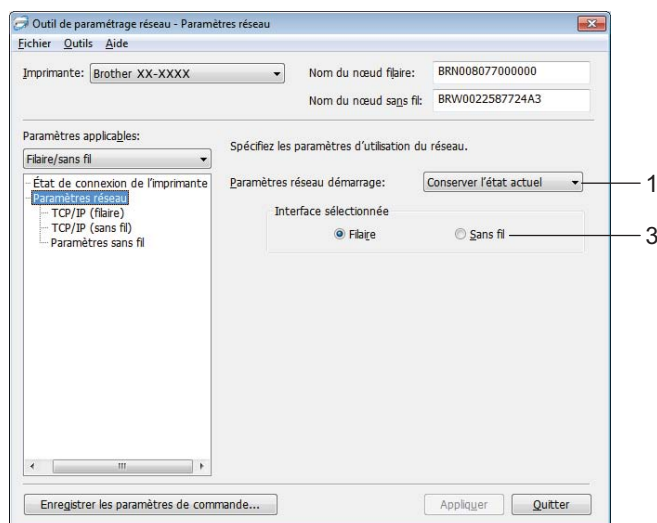 Outil de paramétrage réseau - Paramètres réseau
Fichier Outils Aide
Imprimante: Brother XX-XXXX
Nom du nœud filaire: BRN008077000000
Nom du nœud sans fil: BRW0022587724A3
Paramètres applicables:
Filaire/sans fil
État de connexion de l'imprimante
Paramètres réseau
TCP/IP (filaire)
TCP/IP (sans fil)
Paramètres sans fil
Spécifiez les paramètres d'utilisation du réseau.
Paramètres réseau démarrage: Conserver l'état actuel 1
Interface sélectionnée
Filaire Sans fil 3
Enregistrer les paramètres de commande... Appliquer Quitter